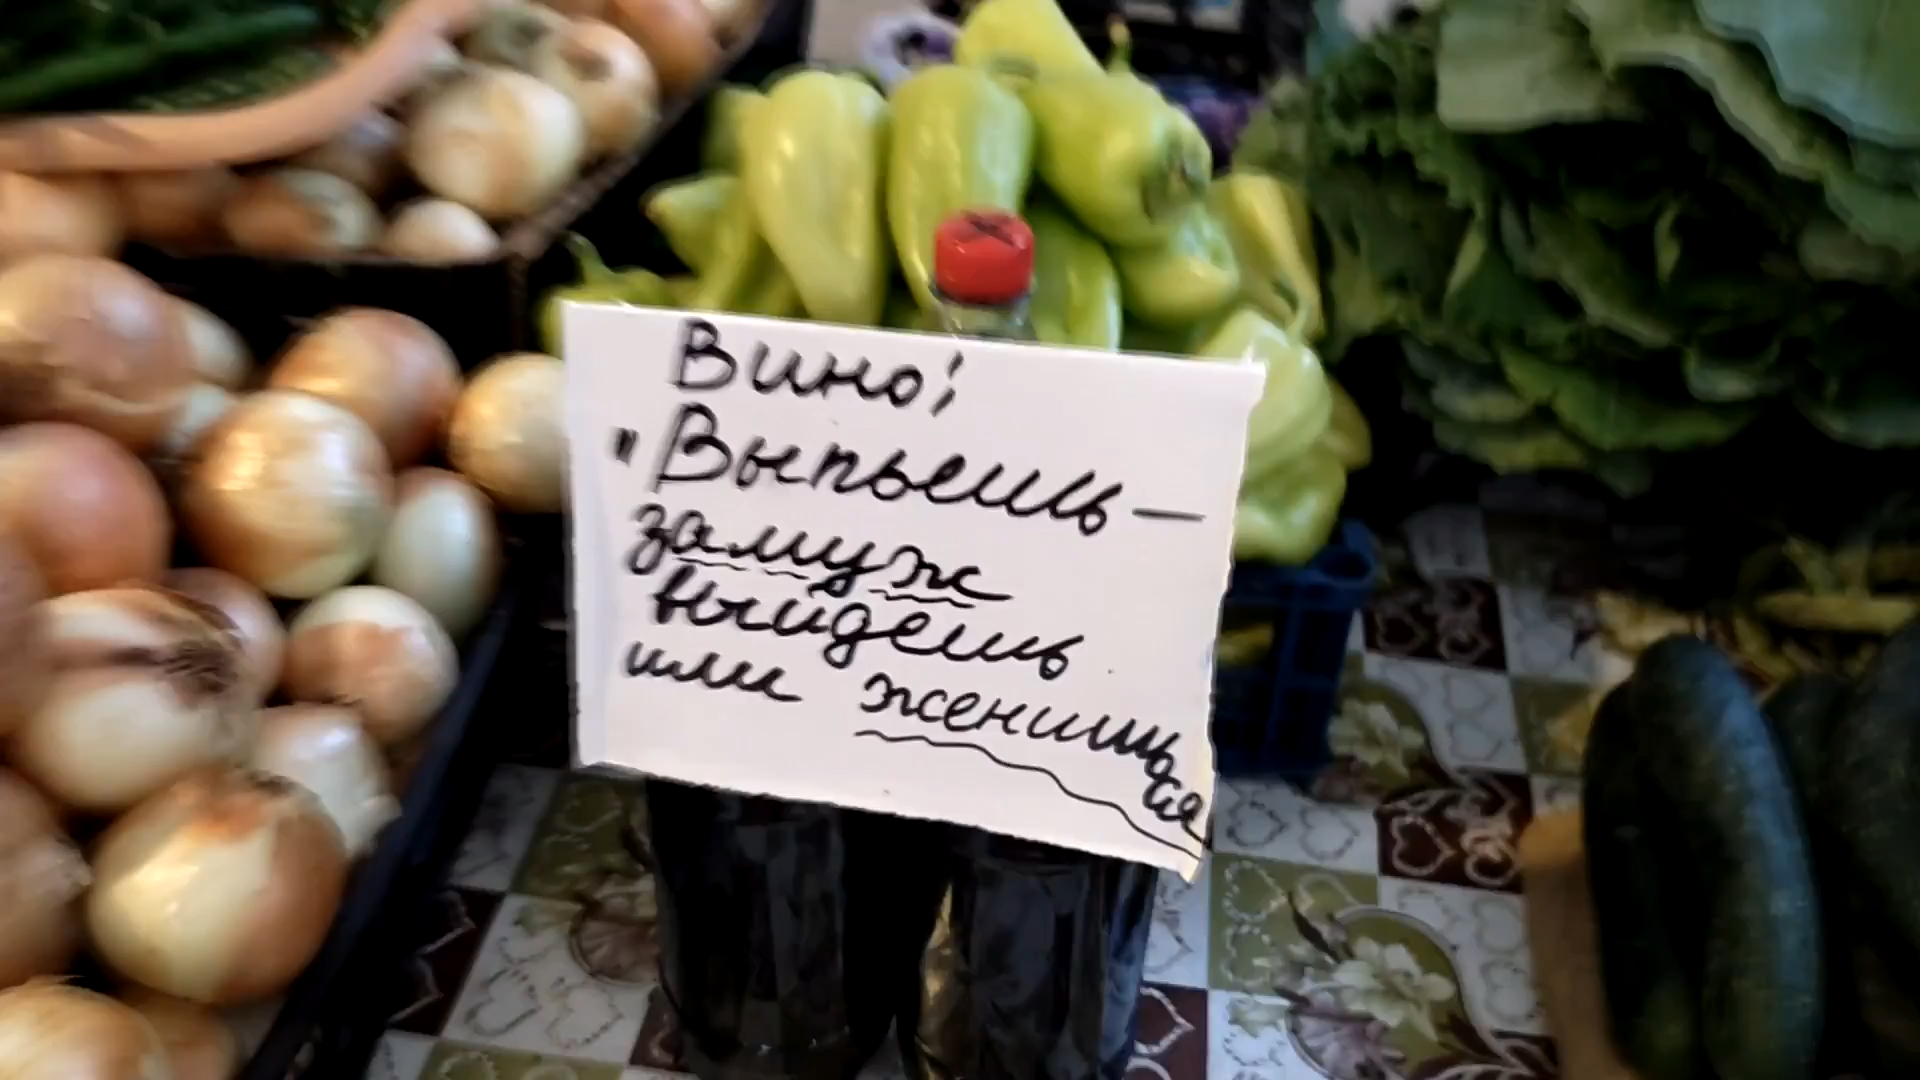 Вино;
"Выпьешь —
замуж
выйдешь
или женишься